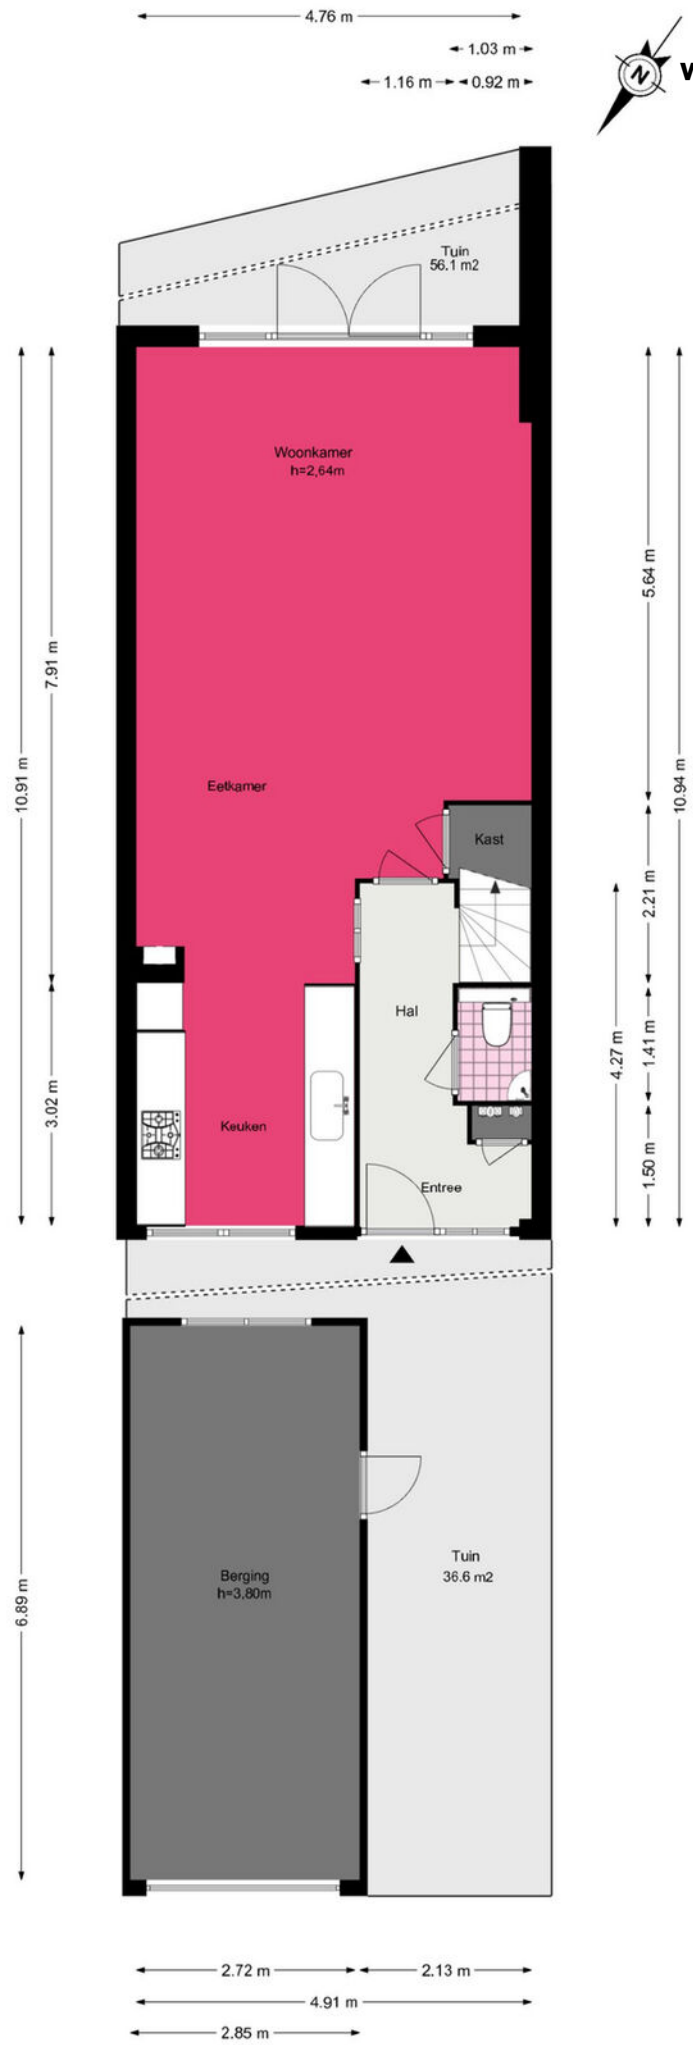 4.76 m
1.03 m
1.16 m
0.92 m
N
w
Tuin
56.1 m2
Woonkamer
h=2,64m
5.64 m
7.91 m
10.91 m
10.94 m
Eetkamer
Kast
2.21 m
Hal
1.41 m
4.27 m
3.02 m
Keuken
1.50 m
Entree
Berging
h=3,80m
Tuin
36.6 m2
6.89 m
2.72 m
2.13 m
4.91 m
2.85 m